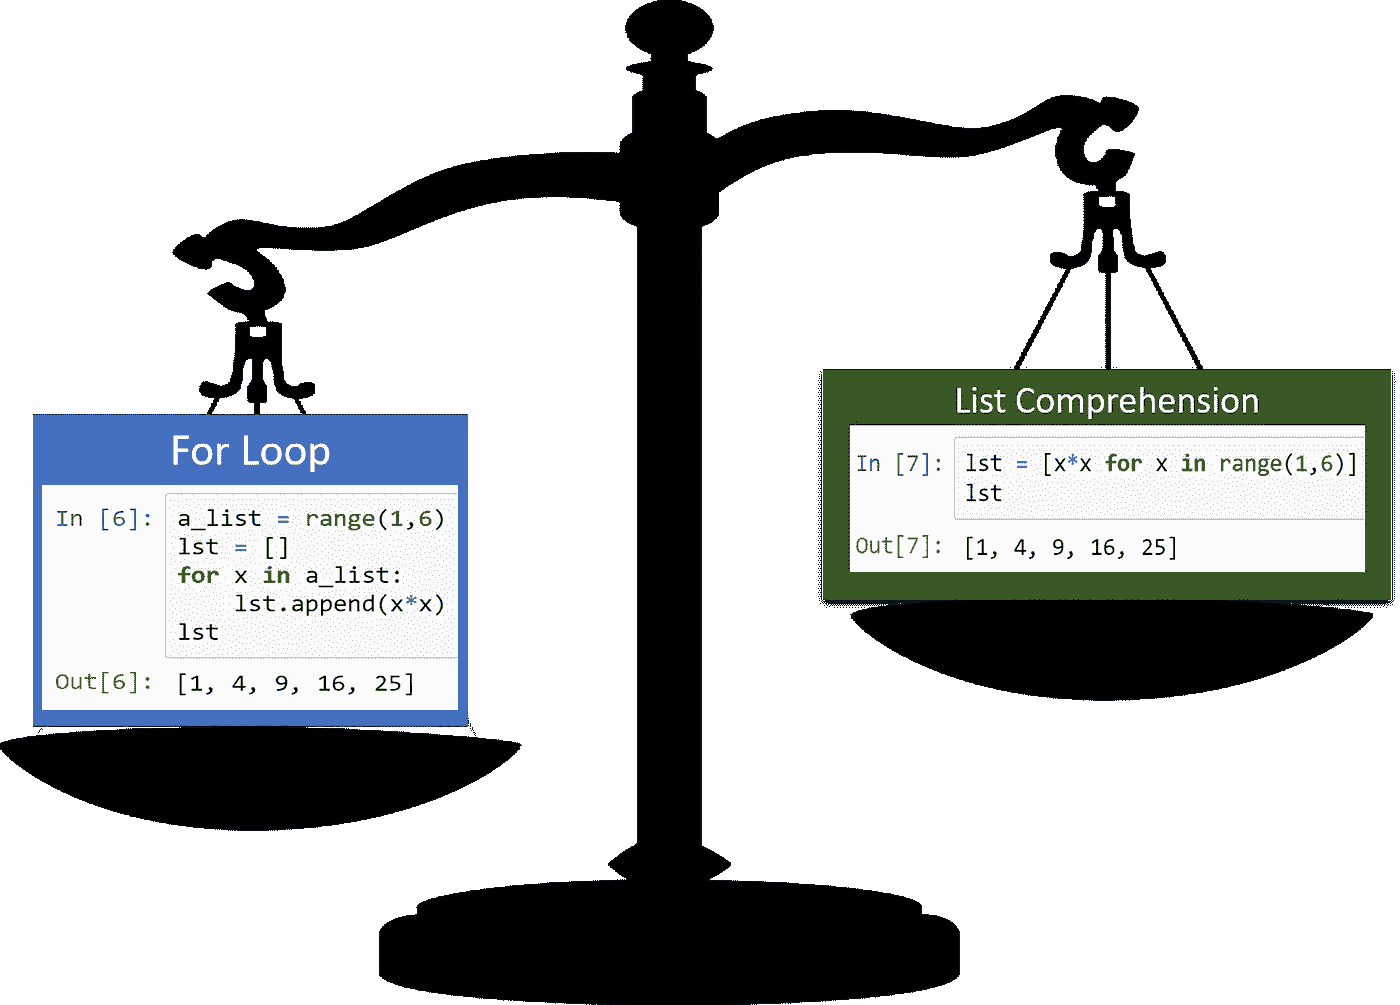 For Loop
In [6]:
a_list = range(1,6)
lst = []
for x in a_list:
    lst.append(x*x)
lst
Out[6]:
[1, 4, 9, 16, 25]
List Comprehension
In [7]:
lst = [x*x for x in range(1,6)]
lst
Out[7]:
[1, 4, 9, 16, 25]